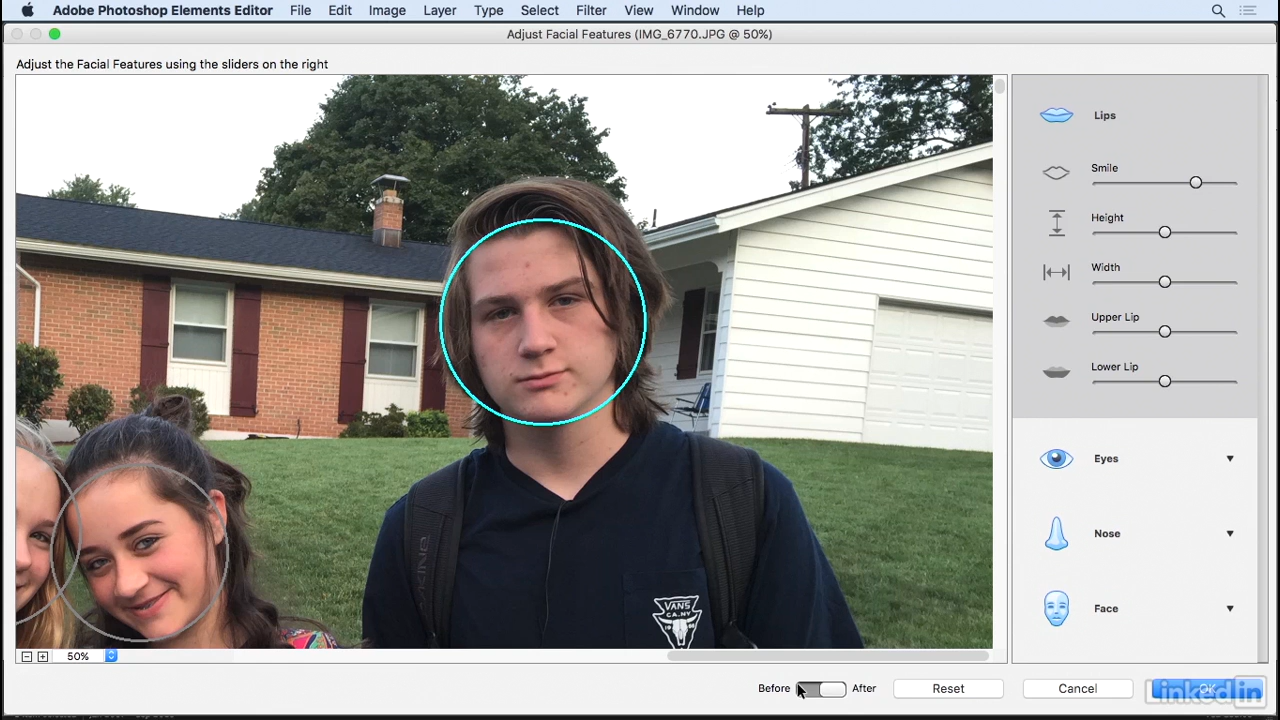 Adobe Photoshop Elements Editor File Edit Image Layer Type Select Filter View Window Help
Adjust Facial Features (IMG_6770.JPG @ 50%)
Adjust the Facial Features using the sliders on the right
Lips
Smile
Height
Width
Upper Lip
Lower Lip
Eyes
Nose
Face
VANS
CA.NY
50%
Before After Reset Cancel OK
Linked in